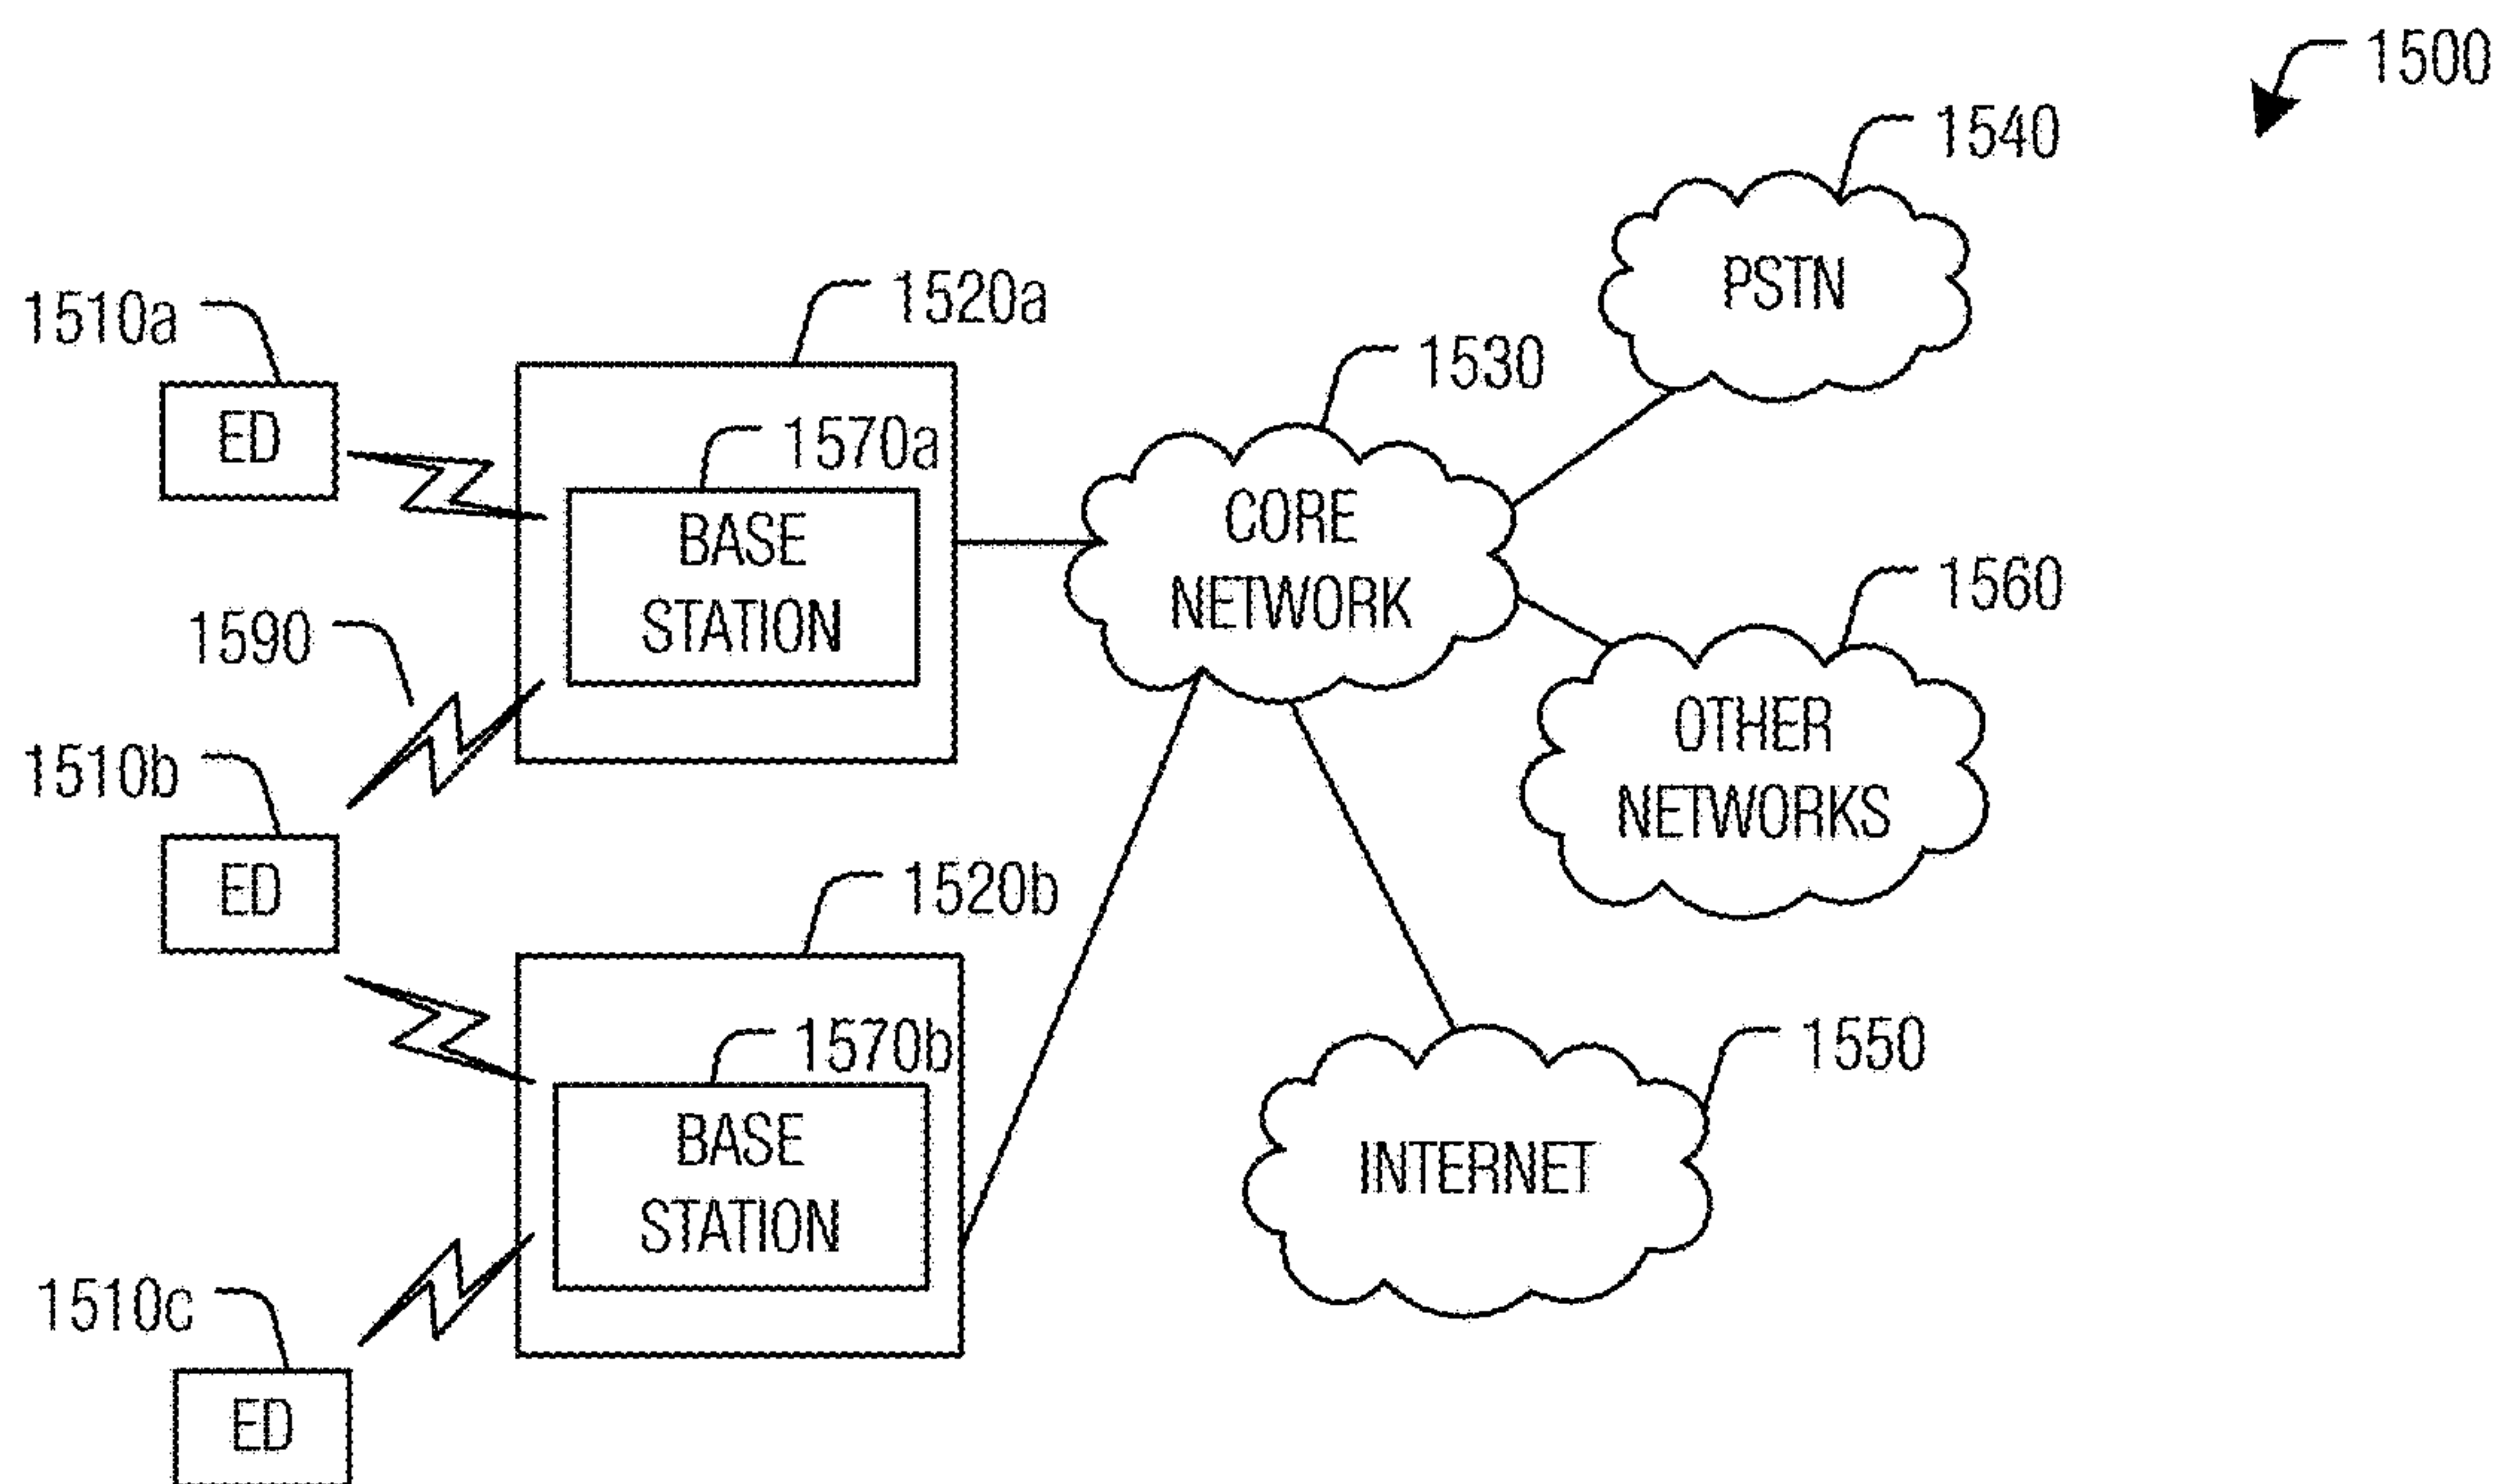 1500
1540
PSTN
1520a
1510a
1530
ED
1570a
CORE
NETWORK
BASE
STATION
1560
1590
OTHER
NETWORKS
1510b
ED
1520b
1550
1570b
INTERNET
BASE
STATION
1510c
ED